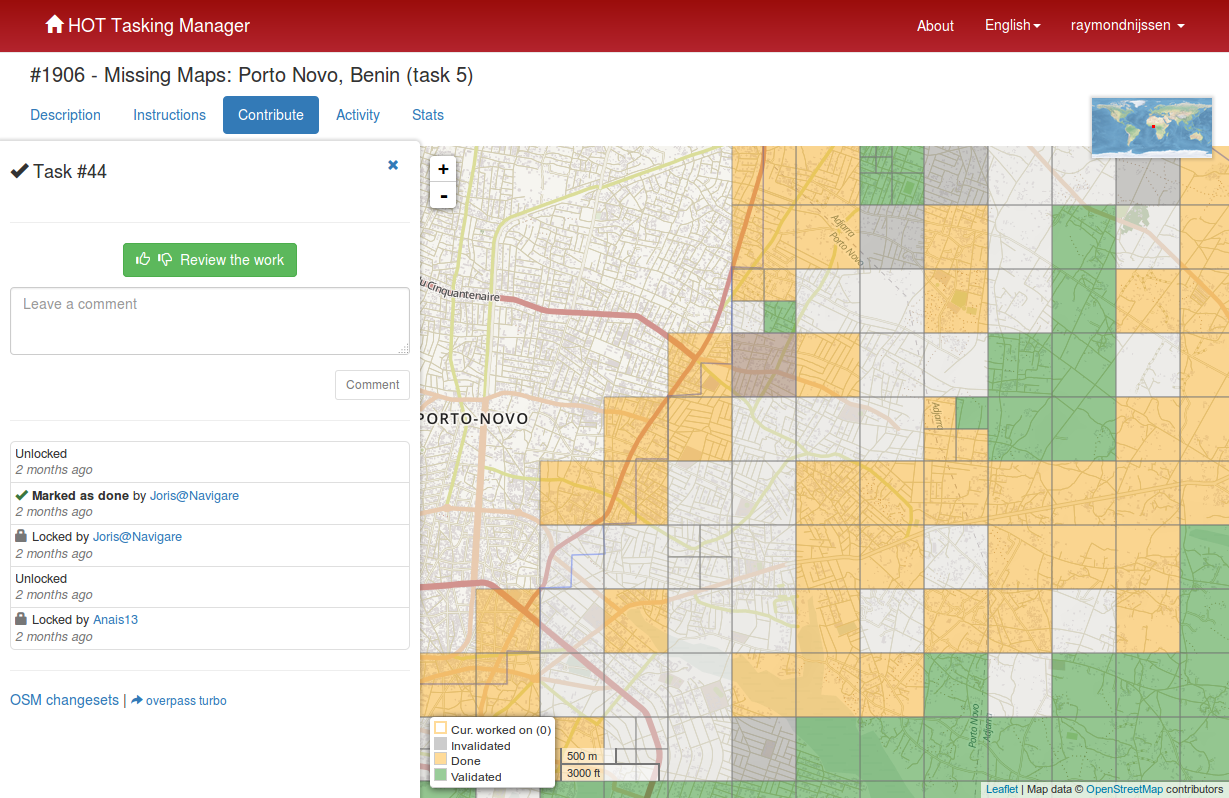 HOT Tasking Manager
About English raymondnijssen
#1906 - Missing Maps: Porto Novo, Benin (task 5)
Description Instructions Contribute Activity Stats
Task #44
Review the work
Leave a comment
Comment
Unlocked
2 months ago
Marked as done by Joris@Navigare
2 months ago
Locked by Joris@Navigare
2 months ago
Unlocked
2 months ago
Locked by Anais13
2 months ago
OSM changesets | overpass turbo
+
-
u Cinquantenaire
PORTO-NOVO
Adjarra
Porto Novo
Adjarra
Porto Novo
Adjarra
Cur. worked on (0)
Invalidated
Done
Validated
500 m
3000 ft
Leaflet | Map data © OpenStreetMap contributors